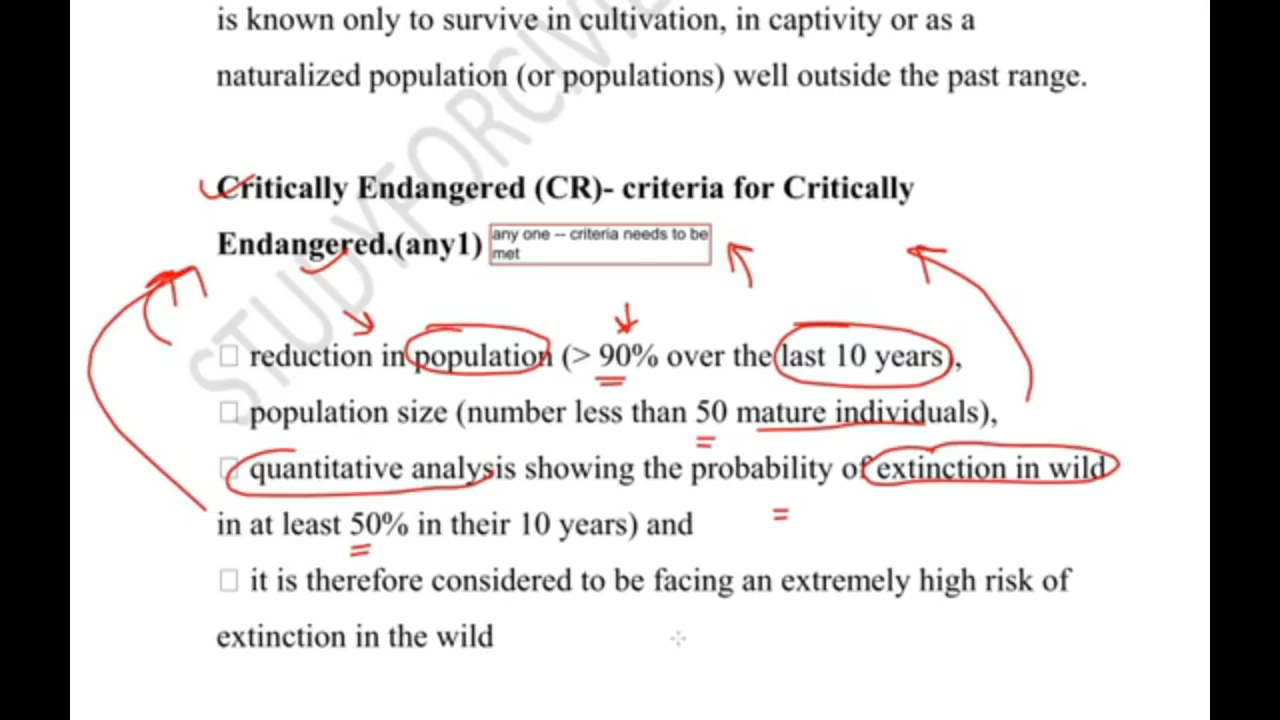 is known only to survive in cultivation, in captivity or as a
naturalized population (or populations) well outside the past range.
Critically Endangered (CR)- criteria for Critically
Endangered.(any1) any one -- criteria needs to be
met
□ reduction in population (> 90% over the last 10 years),
□ population size (number less than 50 mature individuals),
□ quantitative analysis showing the probability of extinction in wild
in at least 50% in their 10 years) and
□ it is therefore considered to be facing an extremely high risk of
extinction in the wild
STUDYFORCIVI